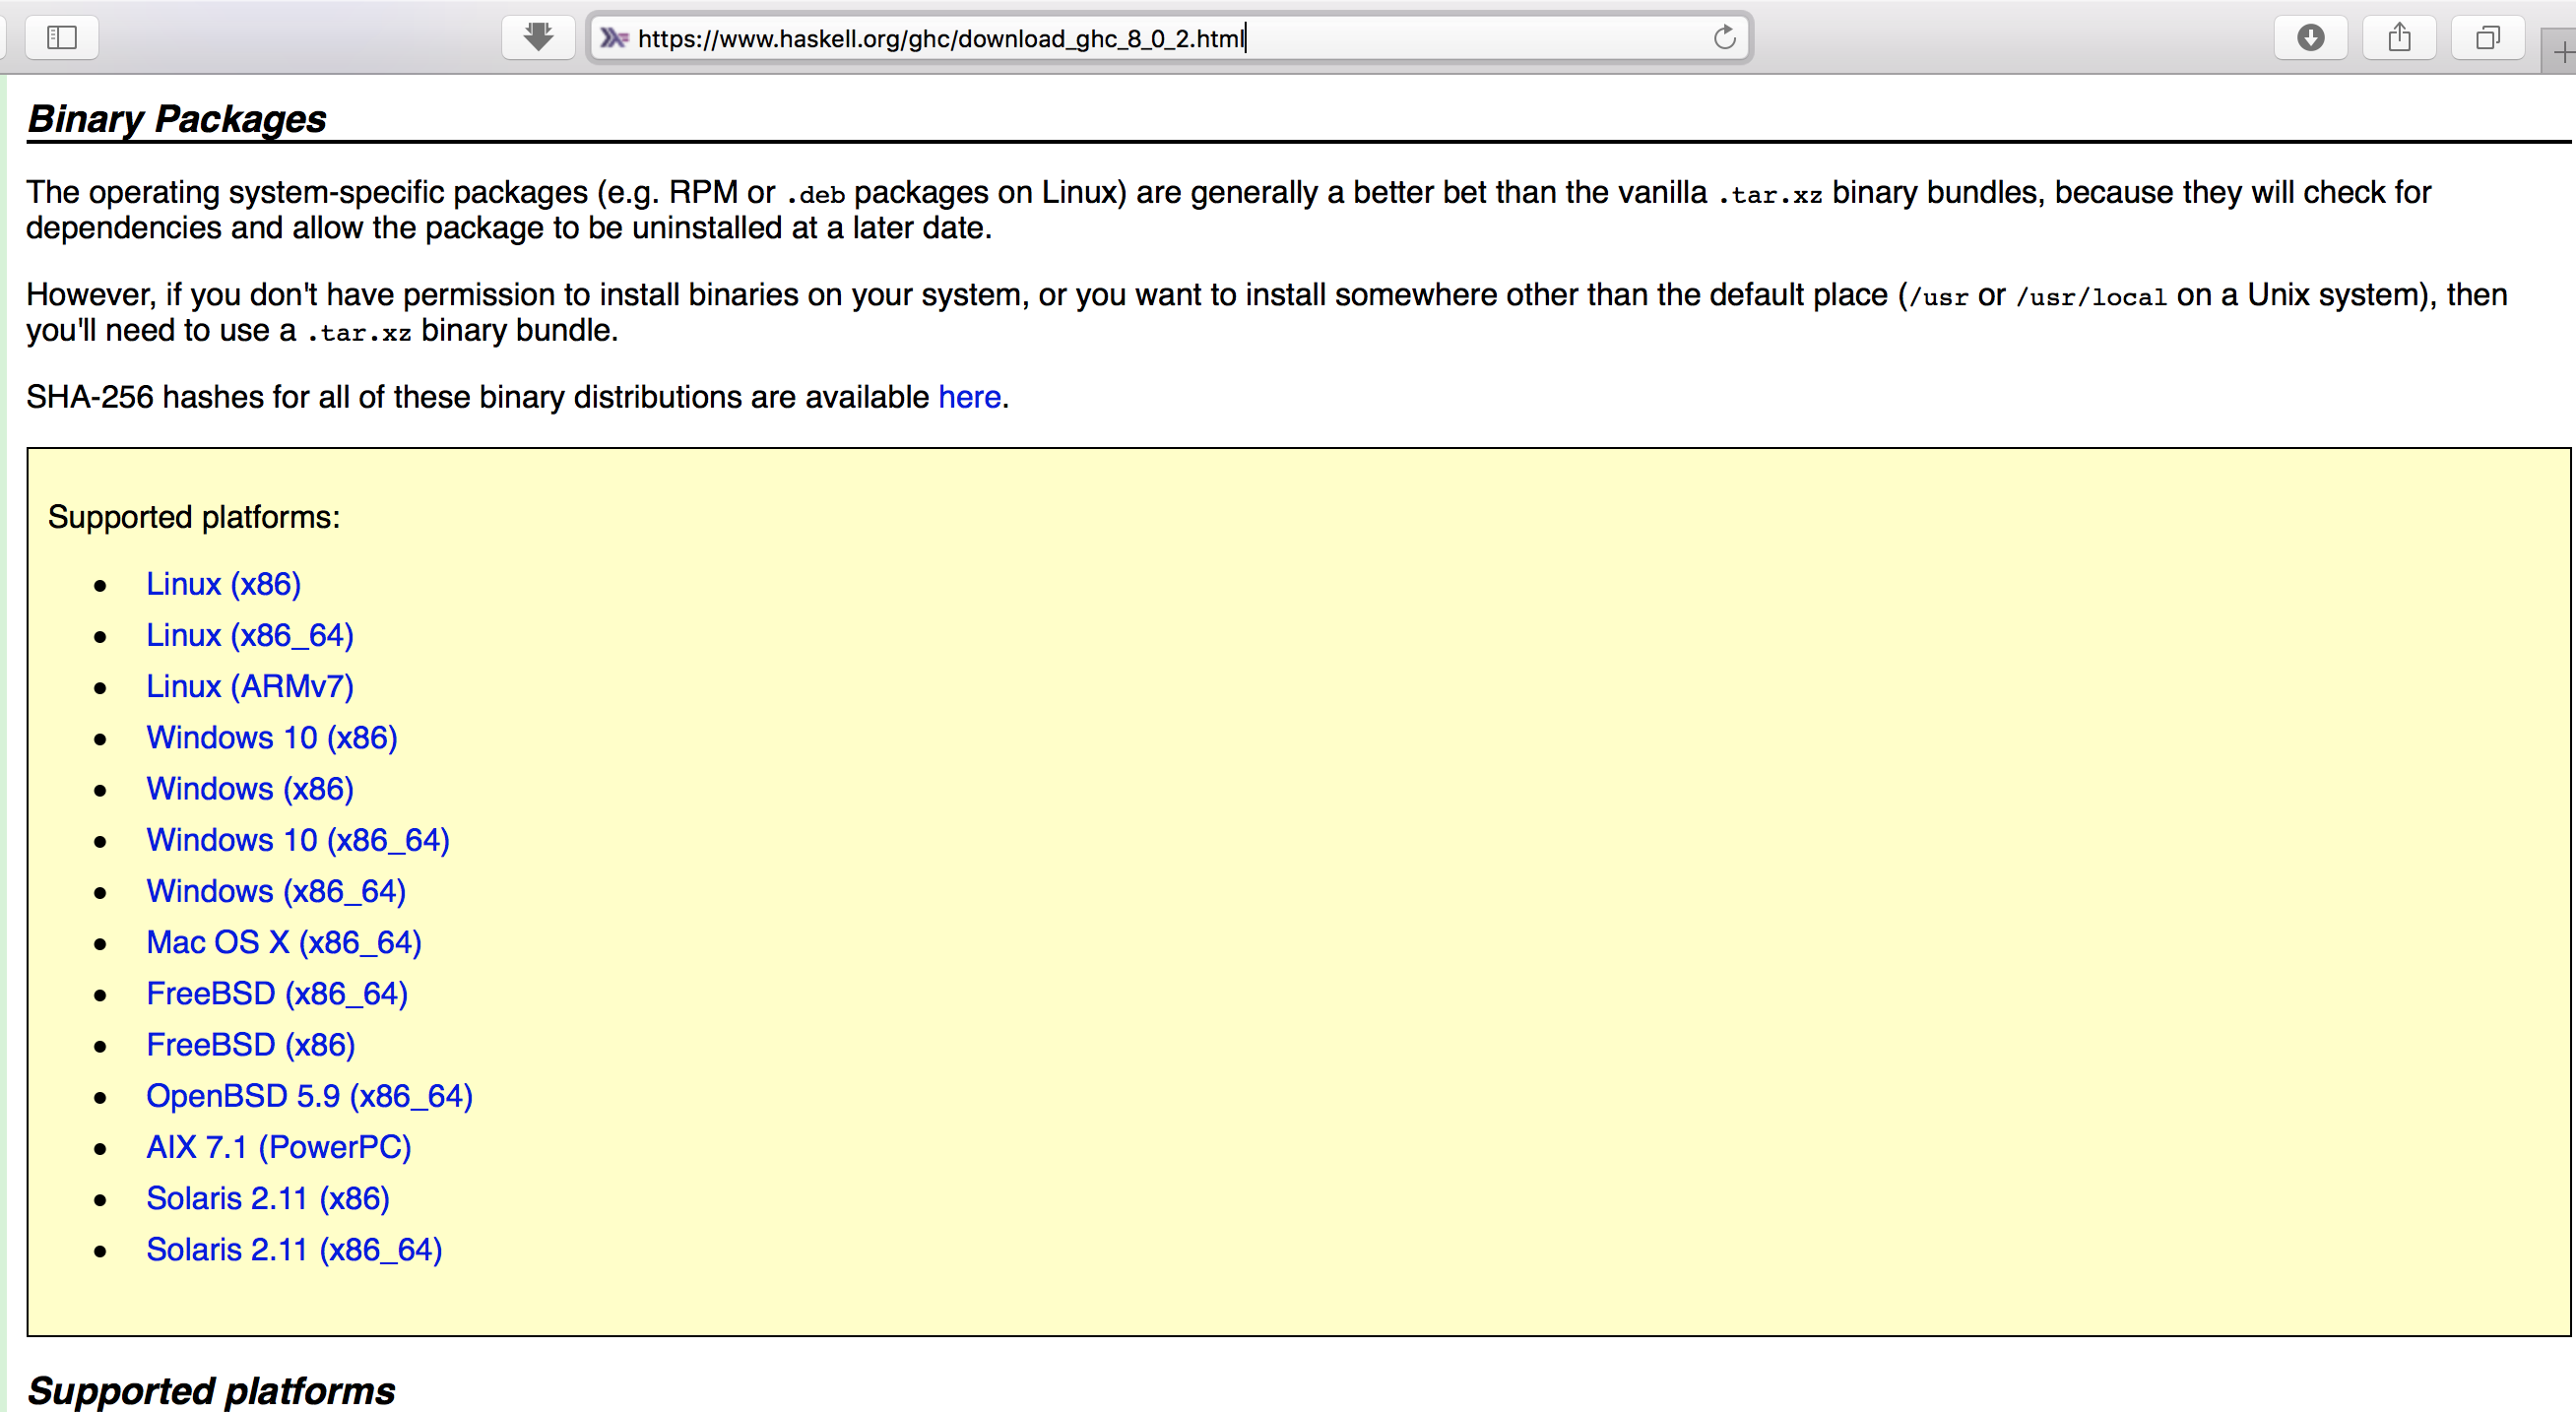 https://www.haskell.org/ghc/download_ghc_8_0_2.html
Binary Packages
The operating system-specific packages (e.g. RPM or .deb packages on Linux) are generally a better bet than the vanilla .tar.xz binary bundles, because they will check for
dependencies and allow the package to be uninstalled at a later date.
However, if you don't have permission to install binaries on your system, or you want to install somewhere other than the default place (/usr or /usr/local on a Unix system), then
you'll need to use a .tar.xz binary bundle.
SHA-256 hashes for all of these binary distributions are available here.
Supported platforms:
• Linux (x86)
• Linux (x86_64)
• Linux (ARMv7)
• Windows 10 (x86)
• Windows (x86)
• Windows 10 (x86_64)
• Windows (x86_64)
• Mac OS X (x86_64)
• FreeBSD (x86_64)
• FreeBSD (x86)
• OpenBSD 5.9 (x86_64)
• AIX 7.1 (PowerPC)
• Solaris 2.11 (x86)
• Solaris 2.11 (x86_64)
Supported platforms